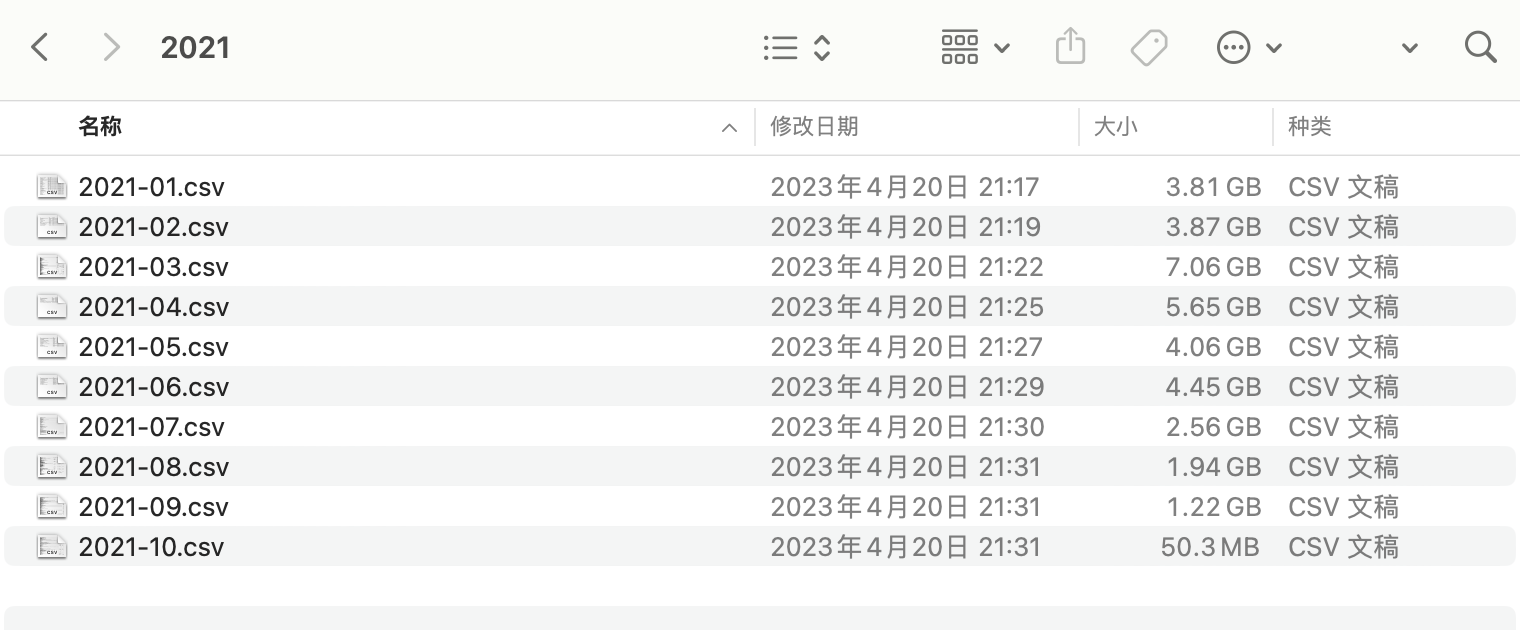 2021
名称 修改日期 大小 种类
2021-01.csv 2023年4月20日 21:17 3.81 GB CSV 文稿
2021-02.csv 2023年4月20日 21:19 3.87 GB CSV 文稿
2021-03.csv 2023年4月20日 21:22 7.06 GB CSV 文稿
2021-04.csv 2023年4月20日 21:25 5.65 GB CSV 文稿
2021-05.csv 2023年4月20日 21:27 4.06 GB CSV 文稿
2021-06.csv 2023年4月20日 21:29 4.45 GB CSV 文稿
2021-07.csv 2023年4月20日 21:30 2.56 GB CSV 文稿
2021-08.csv 2023年4月20日 21:31 1.94 GB CSV 文稿
2021-09.csv 2023年4月20日 21:31 1.22 GB CSV 文稿
2021-10.csv 2023年4月20日 21:31 50.3 MB CSV 文稿